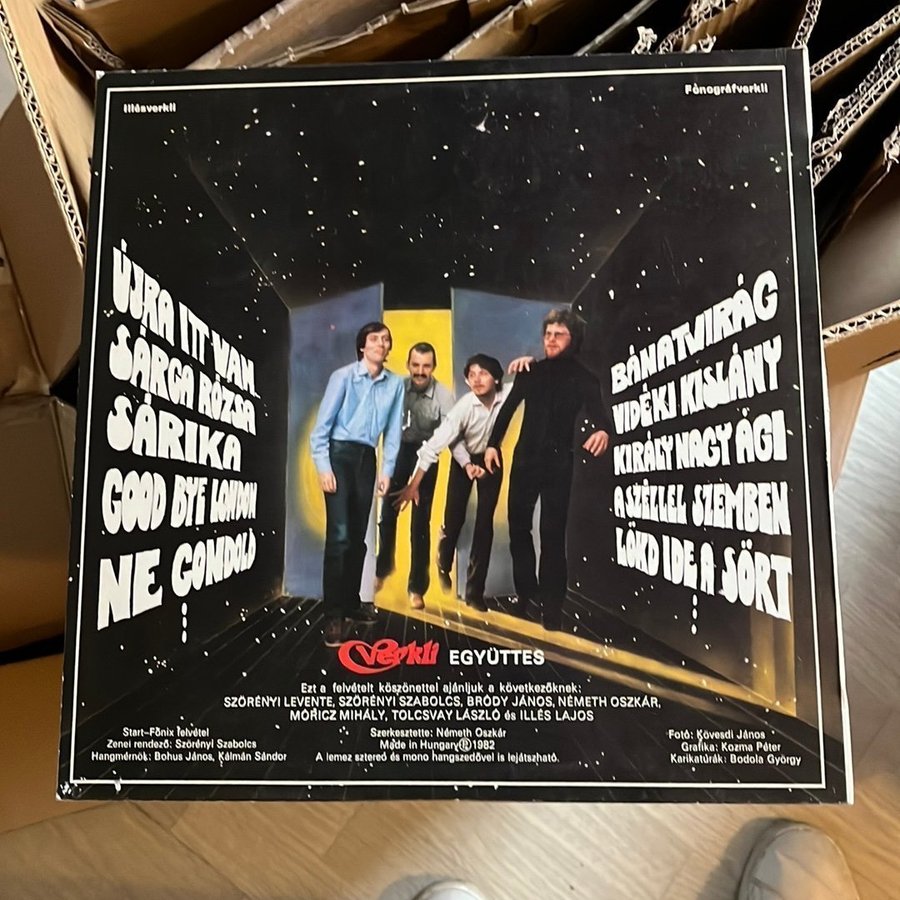 Illésverkli
Fonográfverkli
ÚJRA ITT VAN
SÁRGA RÓZSA
SÁRIKA
GOOD BYE LONDON
NE GONDOLD
⋮
BÁNATVIRÁG
VIDÉKI KISLÁNY
KIRÁLY NAGY ÁGI
A SZÉLLEL SZEMBEN
LÖKD IDE A SÖRT
⋮
Verkli EGYÜTTES
Ezt a felvételt köszönettel ajánljuk a következőknek:
SZÖRÉNYI LEVENTE, SZÖRÉNYI SZABOLCS, BRÓDY JÁNOS, NÉMETH OSZKÁR,
MÓRICZ MIHÁLY, TOLCSVAY LÁSZLÓ és ILLÉS LAJOS
Start–Főnix felvétel
Zenei rendező: Szörényi Szabolcs
Hangmérnök: Bohus János, Kálmán Sándor
Szerkesztette: Németh Oszkár
Made in Hungary Ⓟ 1982
A lemez sztereó és mono hangszedővel is lejátszható.
Fotó: Kövesdi János
Grafika: Kozma Péter
Karikatúrák: Bodola György